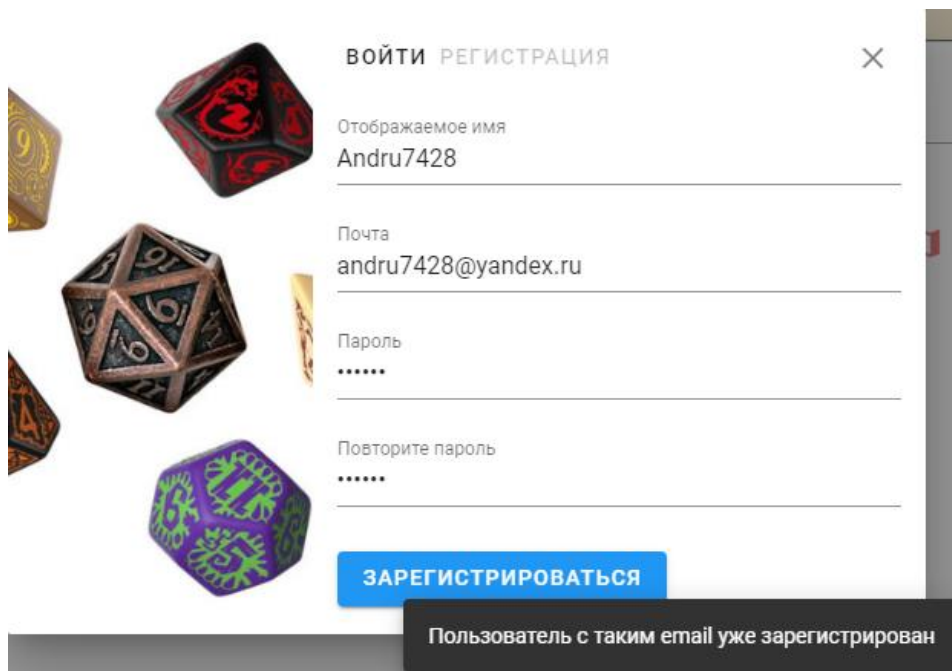 ВОЙТИ РЕГИСТРАЦИЯ
Отображаемое имя
Andru7428
Почта
andru7428@yandex.ru
Пароль
••••••
Повторите пароль
••••••
ЗАРЕГИСТРИРОВАТЬСЯ
Пользователь с таким email уже зарегистрирован